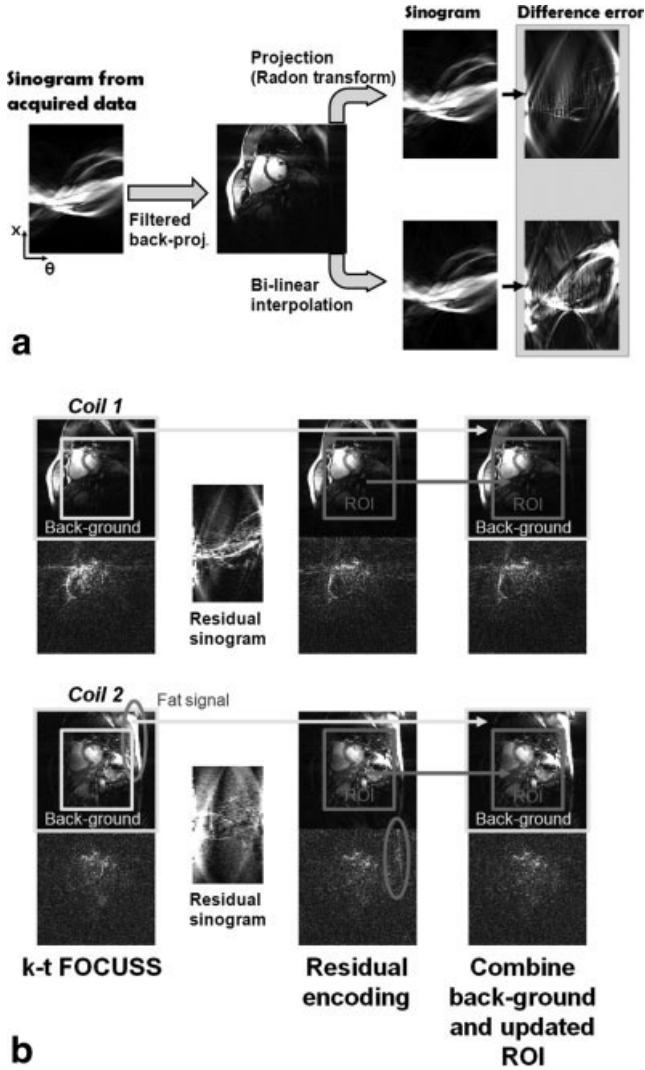 Sinogram
Difference error
Projection
(Radon transform)
Sinogram from
acquired data
Filtered
back-proj.
x
θ
Bi-linear
interpolation
a
Coil 1
ROI
ROI
Back-ground
Back-ground
Residual
sinogram
Coil 2
Fat signal
ROI
ROI
Back-ground
Back-ground
Residual
sinogram
k-t FOCUSS
Residual
encoding
Combine
back-ground
and updated
ROI
b